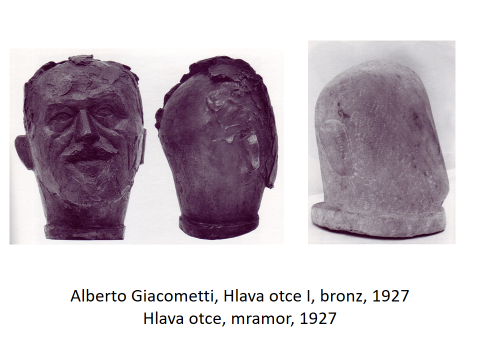 Alberto Giacometti, Hlava otce I, bronz, 1927
Hlava otce, mramor, 1927